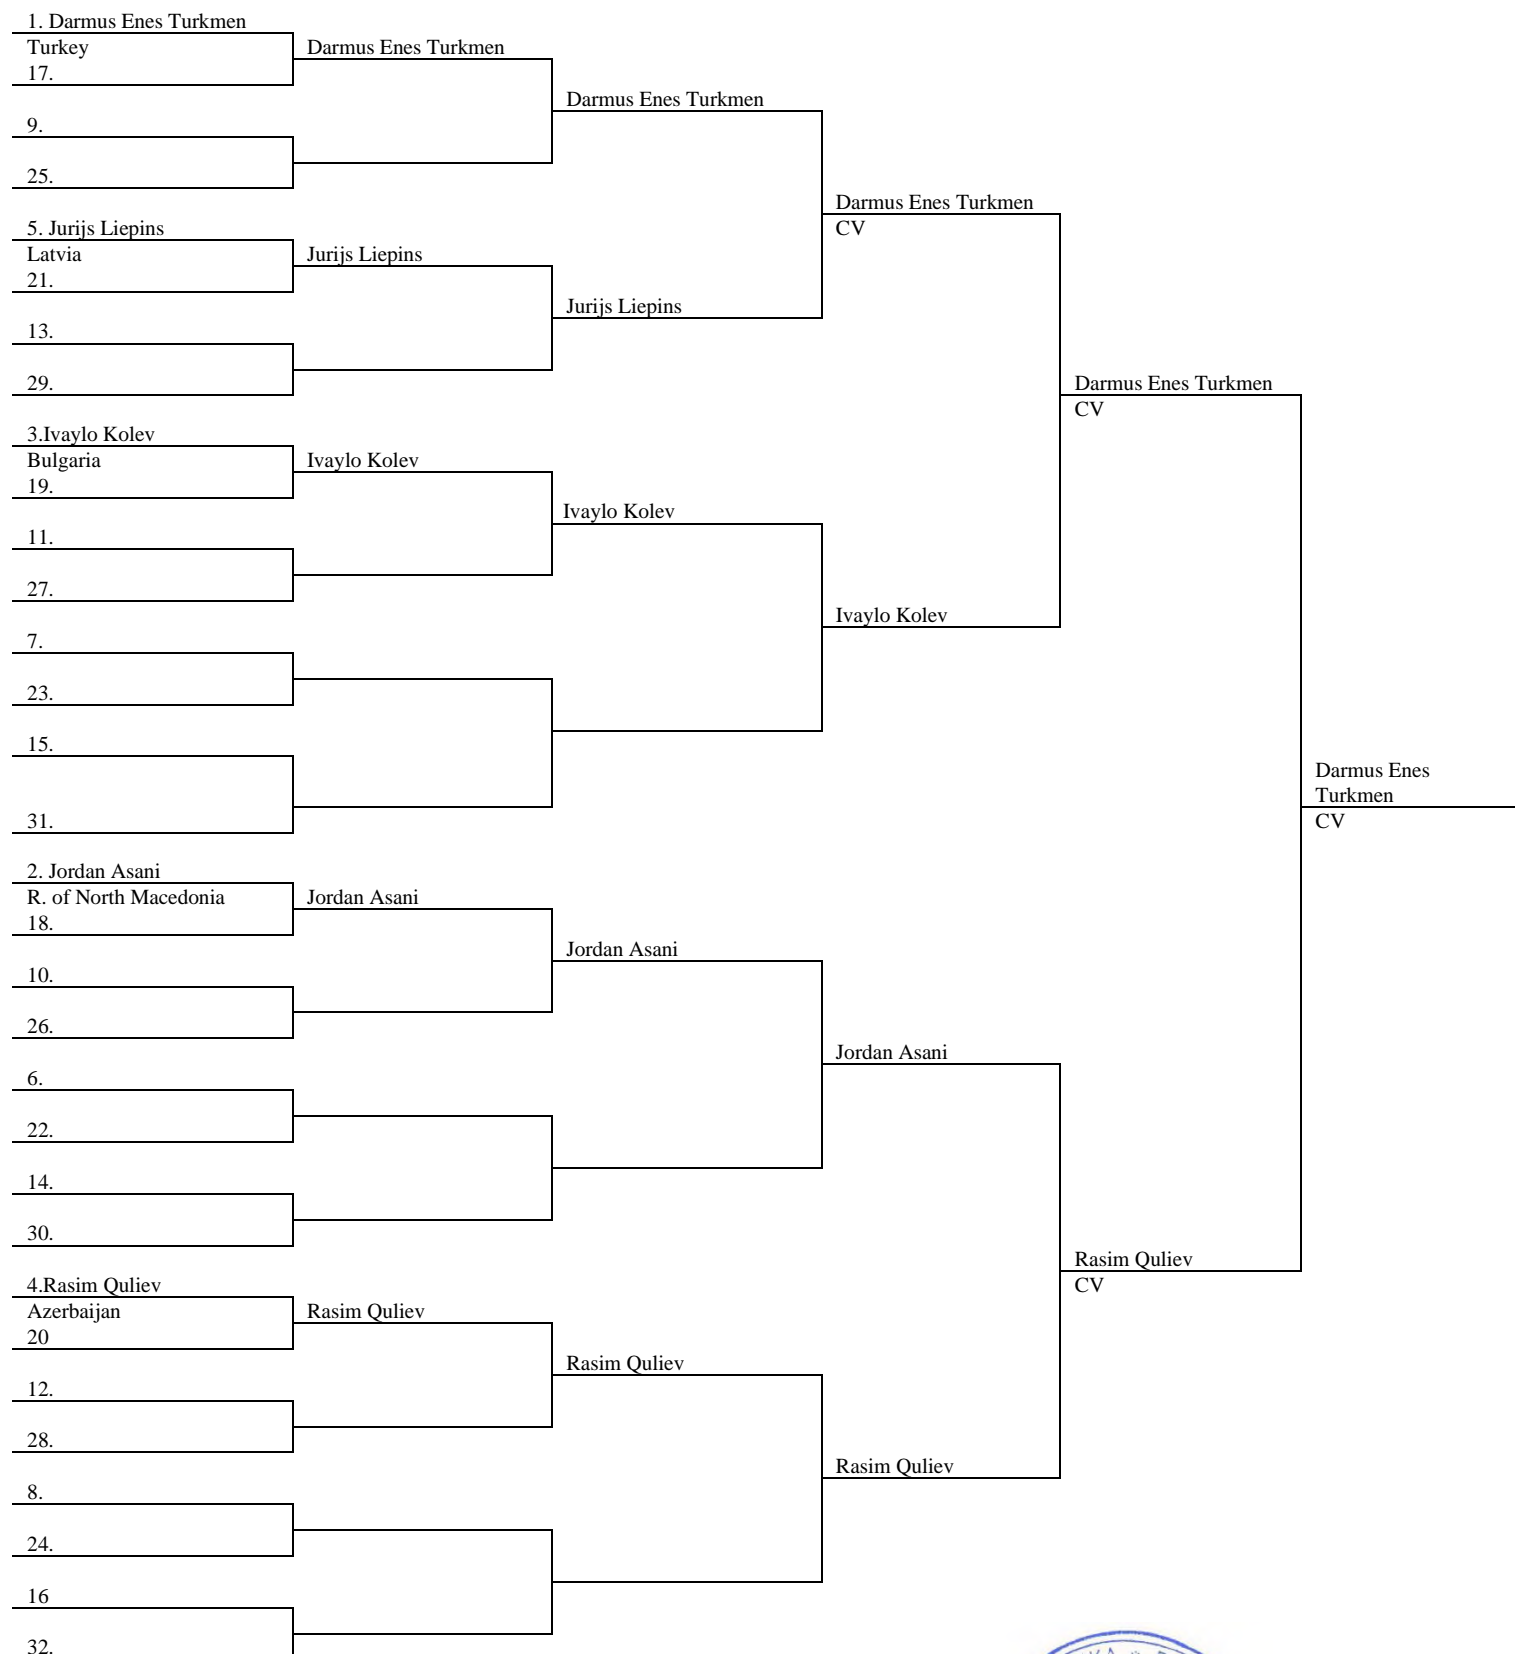 1. Darmus Enes Turkmen
Turkey
Darmus Enes Turkmen
17.
Darmus Enes Turkmen
9.
25.
Darmus Enes Turkmen
CV
5. Jurijs Liepins
Latvia
Jurijs Liepins
21.
Jurijs Liepins
13.
29.
Darmus Enes Turkmen
CV
3.Ivaylo Kolev
Bulgaria
Ivaylo Kolev
19.
Ivaylo Kolev
11.
27.
Ivaylo Kolev
7.
23.
15.
Darmus Enes
Turkmen
CV
31.
2. Jordan Asani
R. of North Macedonia
Jordan Asani
18.
Jordan Asani
10.
26.
Jordan Asani
6.
22.
14.
30.
Rasim Quliev
CV
4.Rasim Quliev
Azerbaijan
Rasim Quliev
20
Rasim Quliev
12.
28.
Rasim Quliev
8.
24.
16
32.